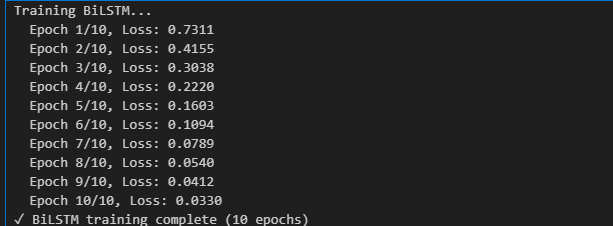 Training BiLSTM...
Epoch 1/10, Loss: 0.7311
Epoch 2/10, Loss: 0.4155
Epoch 3/10, Loss: 0.3038
Epoch 4/10, Loss: 0.2220
Epoch 5/10, Loss: 0.1603
Epoch 6/10, Loss: 0.1094
Epoch 7/10, Loss: 0.0789
Epoch 8/10, Loss: 0.0540
Epoch 9/10, Loss: 0.0412
Epoch 10/10, Loss: 0.0330
✓ BiLSTM training complete (10 epochs)